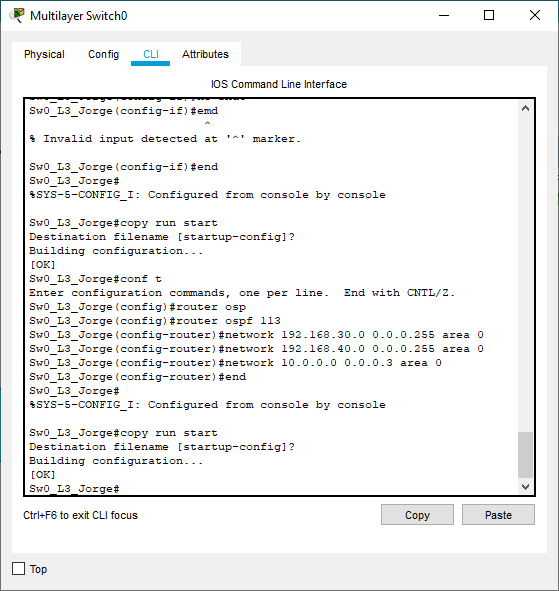 Multilayer Switch0
Physical Config CLI Attributes
IOS Command Line Interface
Sw0_L3_Jorge(config-if)#emd
^
% Invalid input detected at '^' marker.
Sw0_L3_Jorge(config-if)#end
Sw0_L3_Jorge#
%SYS-5-CONFIG_I: Configured from console by console
Sw0_L3_Jorge#copy run start
Destination filename [startup-config]?
Building configuration...
[OK]
Sw0_L3_Jorge#conf t
Enter configuration commands, one per line.  End with CNTL/Z.
Sw0_L3_Jorge(config)#router osp
Sw0_L3_Jorge(config)#router ospf 113
Sw0_L3_Jorge(config-router)#network 192.168.30.0 0.0.0.255 area 0
Sw0_L3_Jorge(config-router)#network 192.168.40.0 0.0.0.255 area 0
Sw0_L3_Jorge(config-router)#network 10.0.0.0 0.0.0.3 area 0
Sw0_L3_Jorge(config-router)#end
Sw0_L3_Jorge#
%SYS-5-CONFIG_I: Configured from console by console
Sw0_L3_Jorge#copy run start
Destination filename [startup-config]?
Building configuration...
[OK]
Sw0_L3_Jorge#
Ctrl+F6 to exit CLI focus
Copy Paste
Top